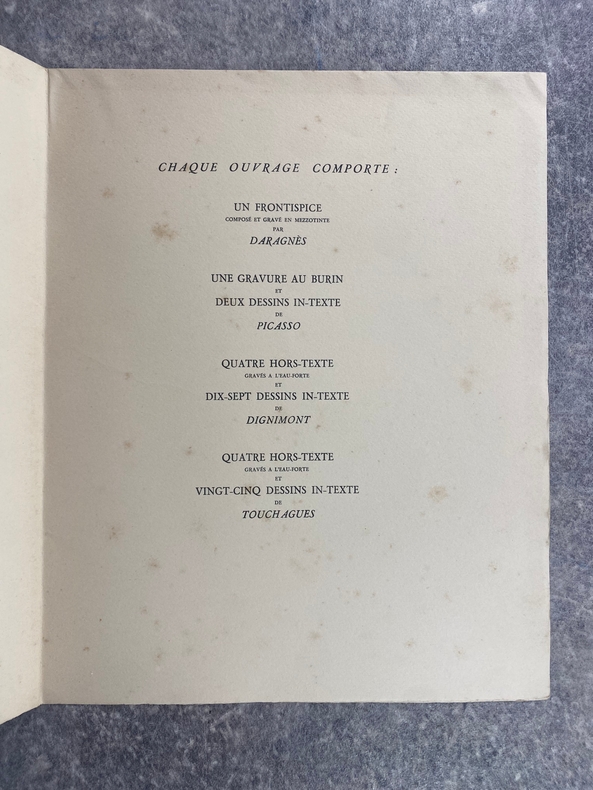 CHAQUE OUVRAGE COMPORTE :
UN FRONTISPICE
COMPOSÉ ET GRAVÉ EN MEZZOTINTE
PAR
DARAGNÈS
UNE GRAVURE AU BURIN
ET
DEUX DESSINS IN-TEXTE
DE
PICASSO
QUATRE HORS-TEXTE
GRAVÉS A L'EAU-FORTE
ET
DIX-SEPT DESSINS IN-TEXTE
DE
DIGNIMONT
QUATRE HORS-TEXTE
GRAVÉS A L'EAU-FORTE
ET
VINGT-CINQ DESSINS IN-TEXTE
DE
TOUCHAGUES